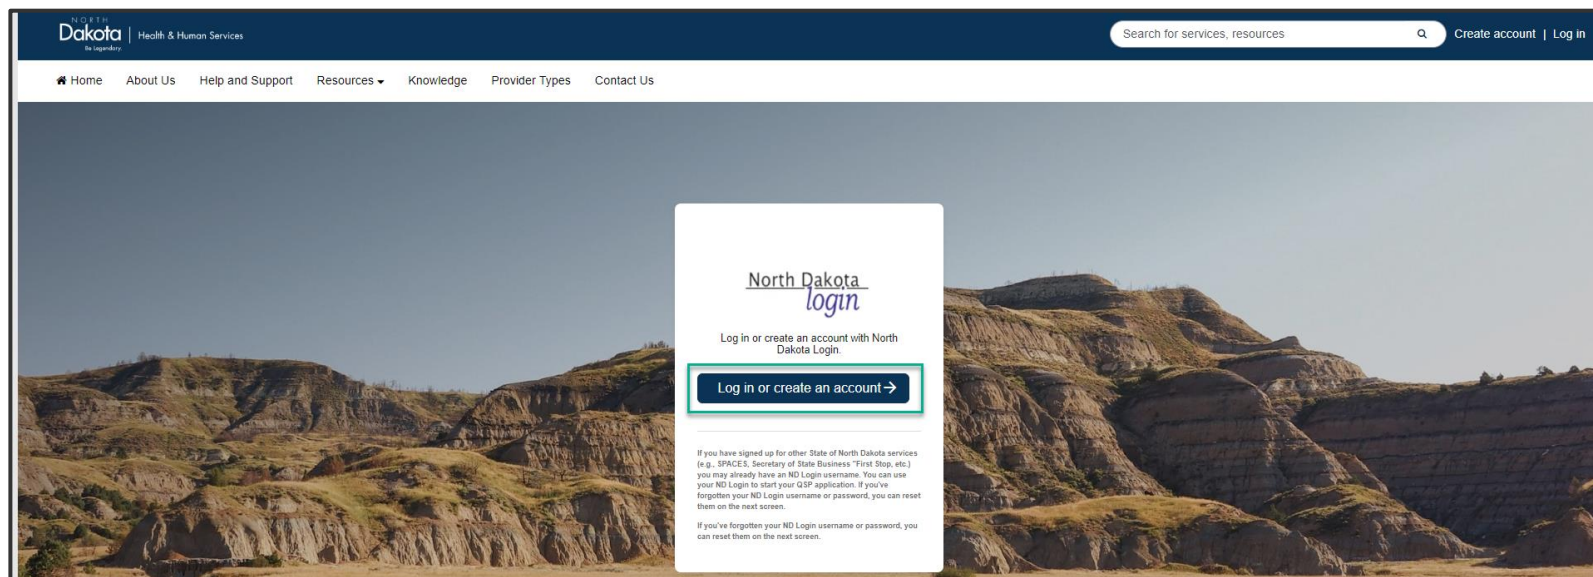 NORTH
Dakota | Health & Human Services
Be Legendary.
Search for services, resources
Create account | Log in
Home About Us Help and Support Resources Knowledge Provider Types Contact Us
North Dakota
login
Log in or create an account with North
Dakota Login.
Log in or create an account→
If you have signed up for other State of North Dakota services
(e.g., SPACES, Secretary of State Business "First Stop, etc.)
you may already have an ND Login username. You can use
your ND Login to start your QSP application. If you've
forgotten your ND Login username or password, you can reset
them on the next screen.
If you've forgotten your ND Login username or password, you
can reset them on the next screen.